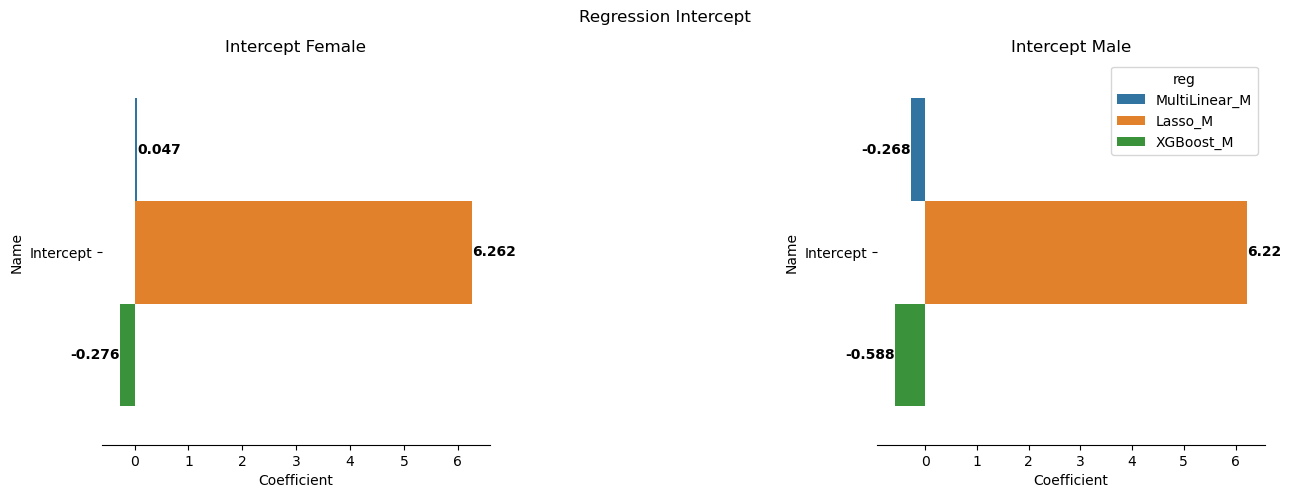 Regression Intercept
Intercept Female
0.047
6.262
-0.276
Intercept
Name
0 1 2 3 4 5 6
Coefficient
Intercept Male
reg
MultiLinear_M
Lasso_M
XGBoost_M
-0.268
6.22
-0.588
Intercept
Name
0 1 2 3 4 5 6
Coefficient